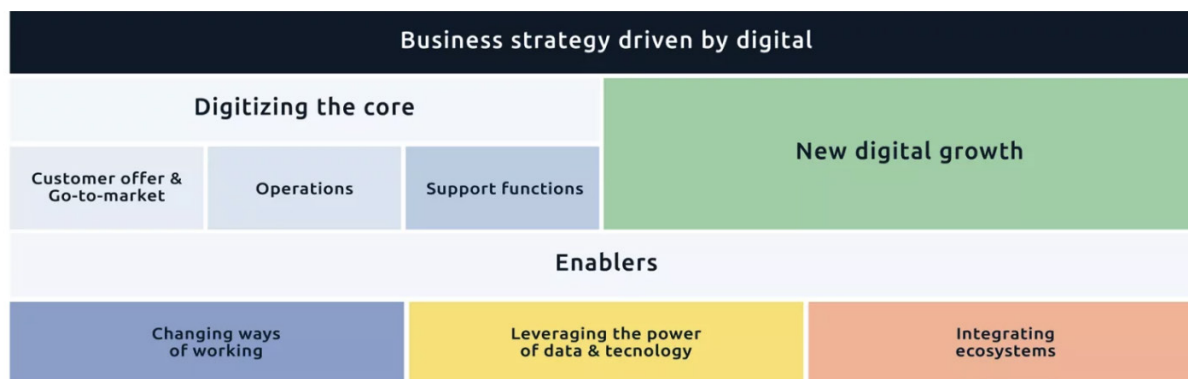 Business strategy driven by digital
Digitizing the core
New digital growth
Customer offer &
Go-to-market
Operations
Support functions
Enablers
Changing ways
of working
Leveraging the power
of data & tecnology
Integrating
ecosystems